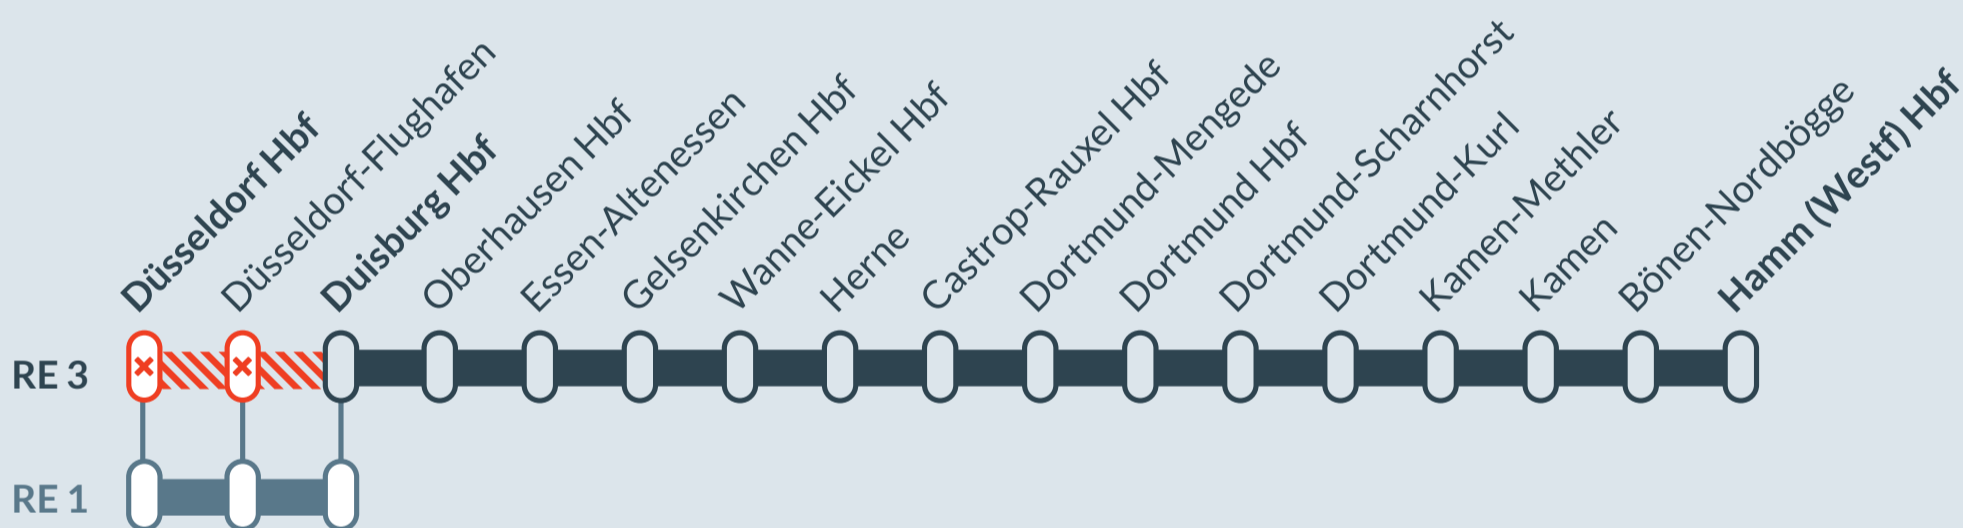 Düsseldorf Hbf
Düsseldorf-Flughafen
Duisburg Hbf
Oberhausen Hbf
Essen-Altenessen
Gelsenkirchen Hbf
Wanne-Eickel Hbf
Herne
Castrop-Rauxel Hbf
Dortmund-Mengede
Dortmund Hbf
Dortmund-Scharnhorst
Dortmund-Kurl
Kamen-Methler
Kamen
Bönen-Nordbögge
Hamm (Westf) Hbf
RE 3
RE 1